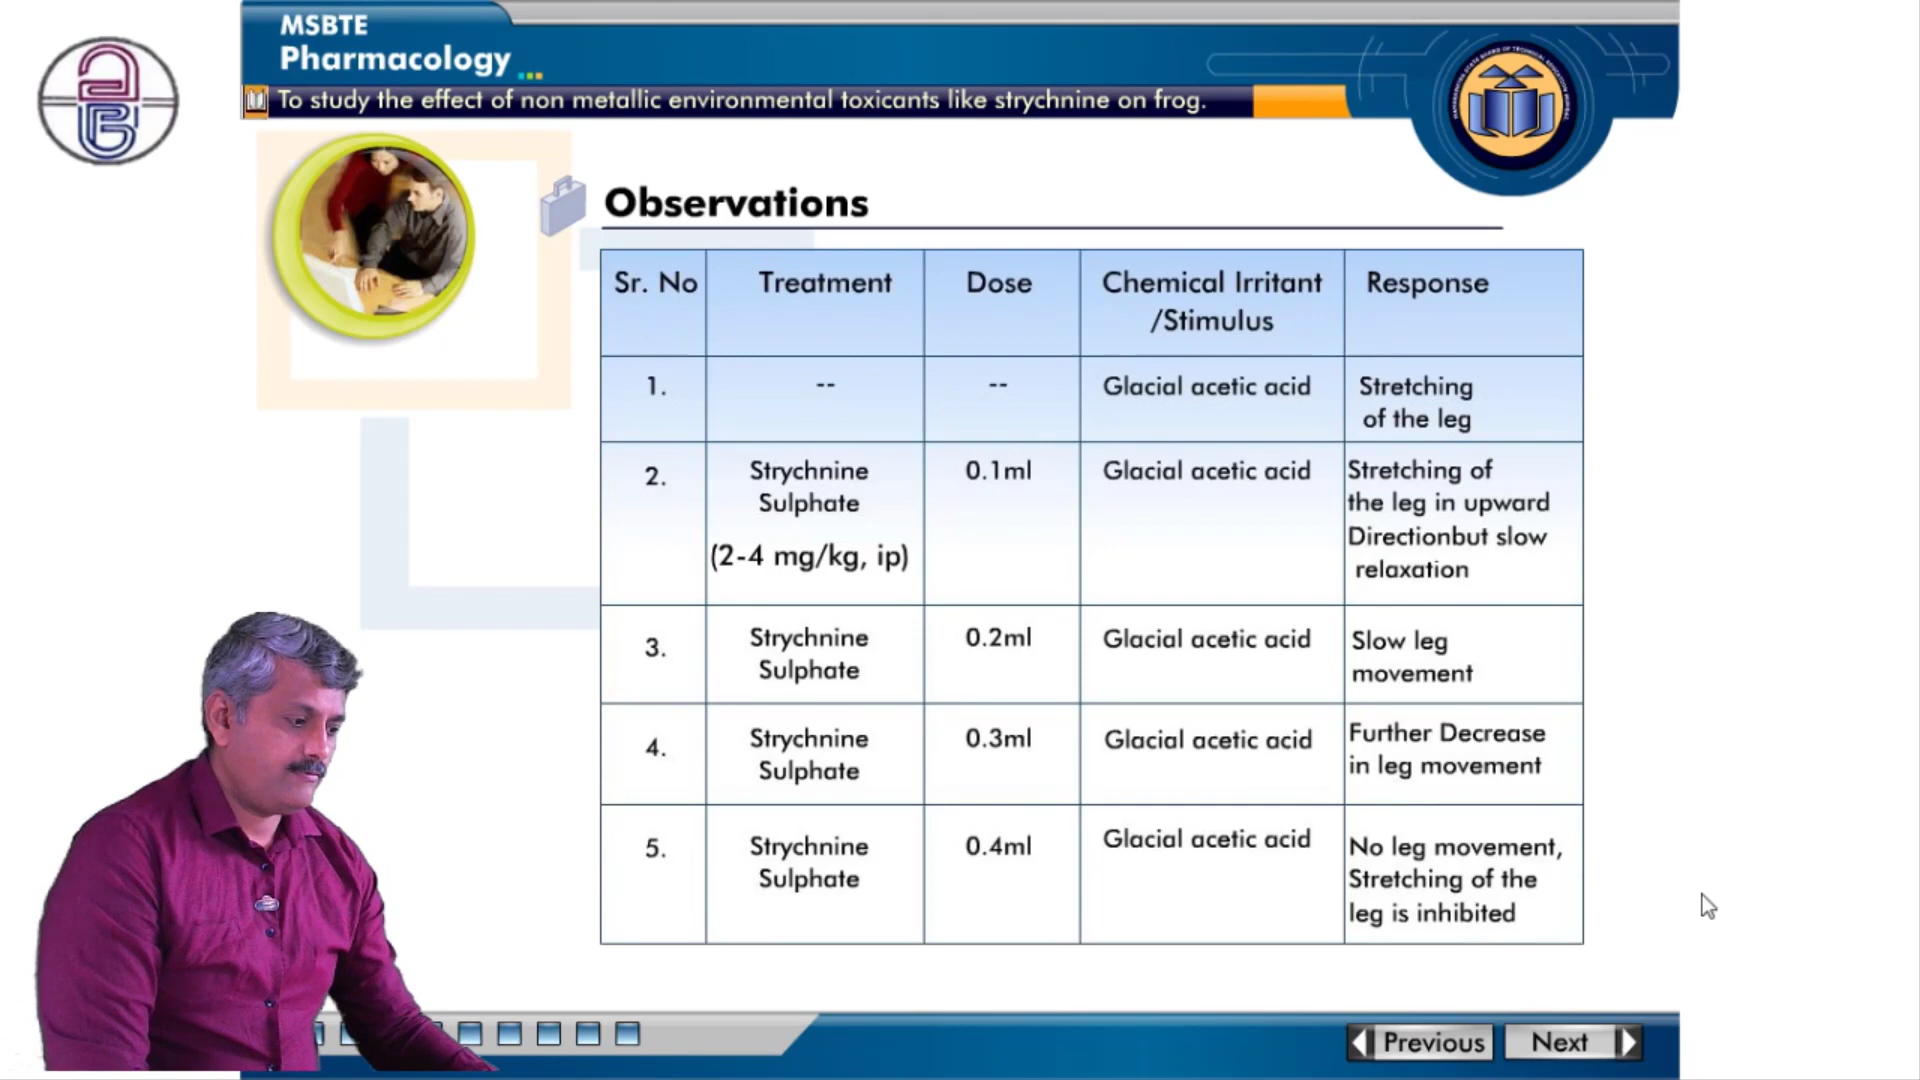 MSBTE
Pharmacology
To study the effect of non metallic environmental toxicants like strychnine on frog.
Observations
Sr. No Treatment Dose Chemical Irritant Response
/Stimulus
1. -- -- Glacial acetic acid Stretching
of the leg
2. Strychnine 0.1ml Glacial acetic acid Stretching of
Sulphate the leg in upward
Directionbut slow
(2-4 mg/kg, ip) relaxation
3. Strychnine 0.2ml Glacial acetic acid Slow leg
Sulphate movement
4. Strychnine 0.3ml Glacial acetic acid Further Decrease
Sulphate in leg movement
5. Strychnine 0.4ml Glacial acetic acid No leg movement,
Sulphate Stretching of the
leg is inhibited
Previous Next